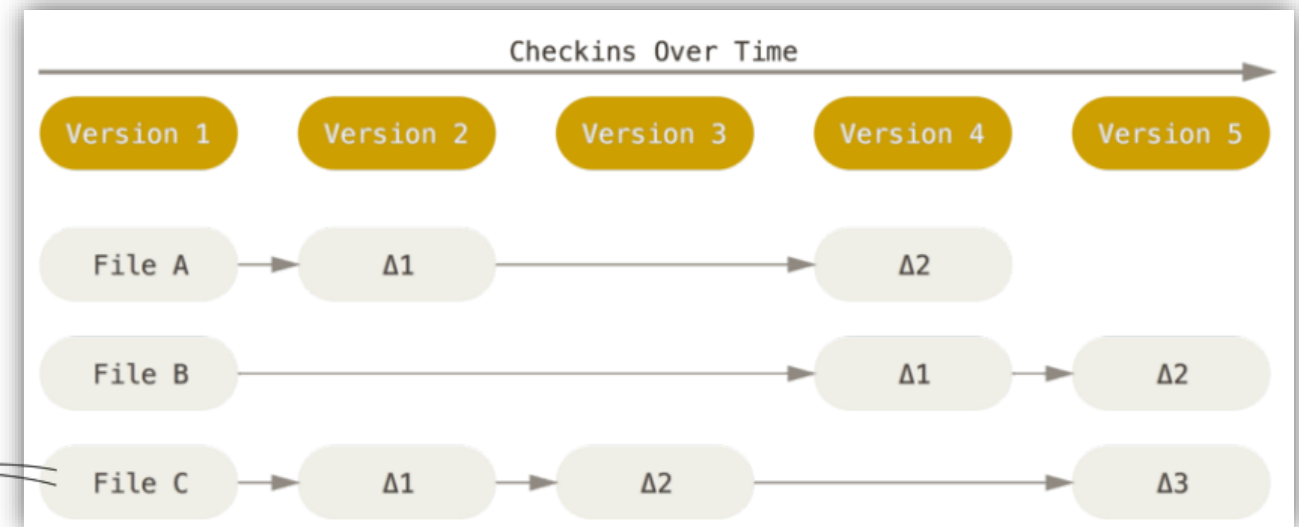 Checkins Over Time
Version 1 Version 2 Version 3 Version 4 Version 5
File A Δ1 Δ2
File B Δ1 Δ2
File C Δ1 Δ2 Δ3